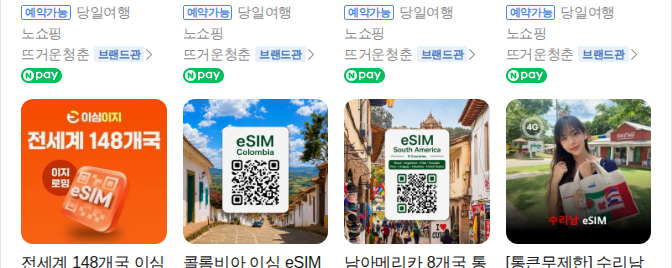 예약가능 당일여행
노쇼핑
뜨거운청춘 브랜드관
N pay
예약가능 당일여행
노쇼핑
뜨거운청춘 브랜드관
N pay
예약가능 당일여행
노쇼핑
뜨거운청춘 브랜드관
N pay
예약가능 당일여행
노쇼핑
뜨거운청춘 브랜드관
N pay
이심이지
전세계 148개국
이지
로밍
eSIM
전세계 148개국 이심
eSIM
Colombia
콜롬비아 이심 eSIM
eSIM
South America
I
남아메리카 8개국 통
4G
수리남 eSIM
[통큰무제한] 수리남